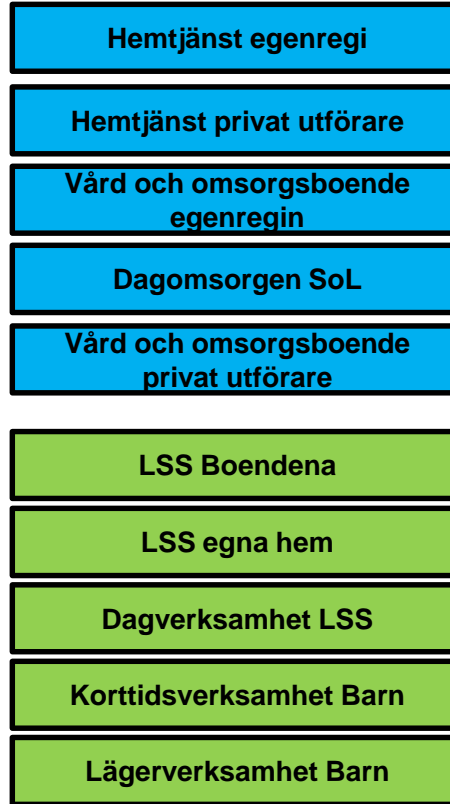 Hemtjänst egenregi
Hemtjänst privat utförare
Vård och omsorgsboende
egenregin
Dagomsorgen SoL
Vård och omsorgsboende
privat utförare
LSS Boendena
LSS egna hem
Dagverksamhet LSS
Korttidsverksamhet Barn
Lägerverksamhet Barn